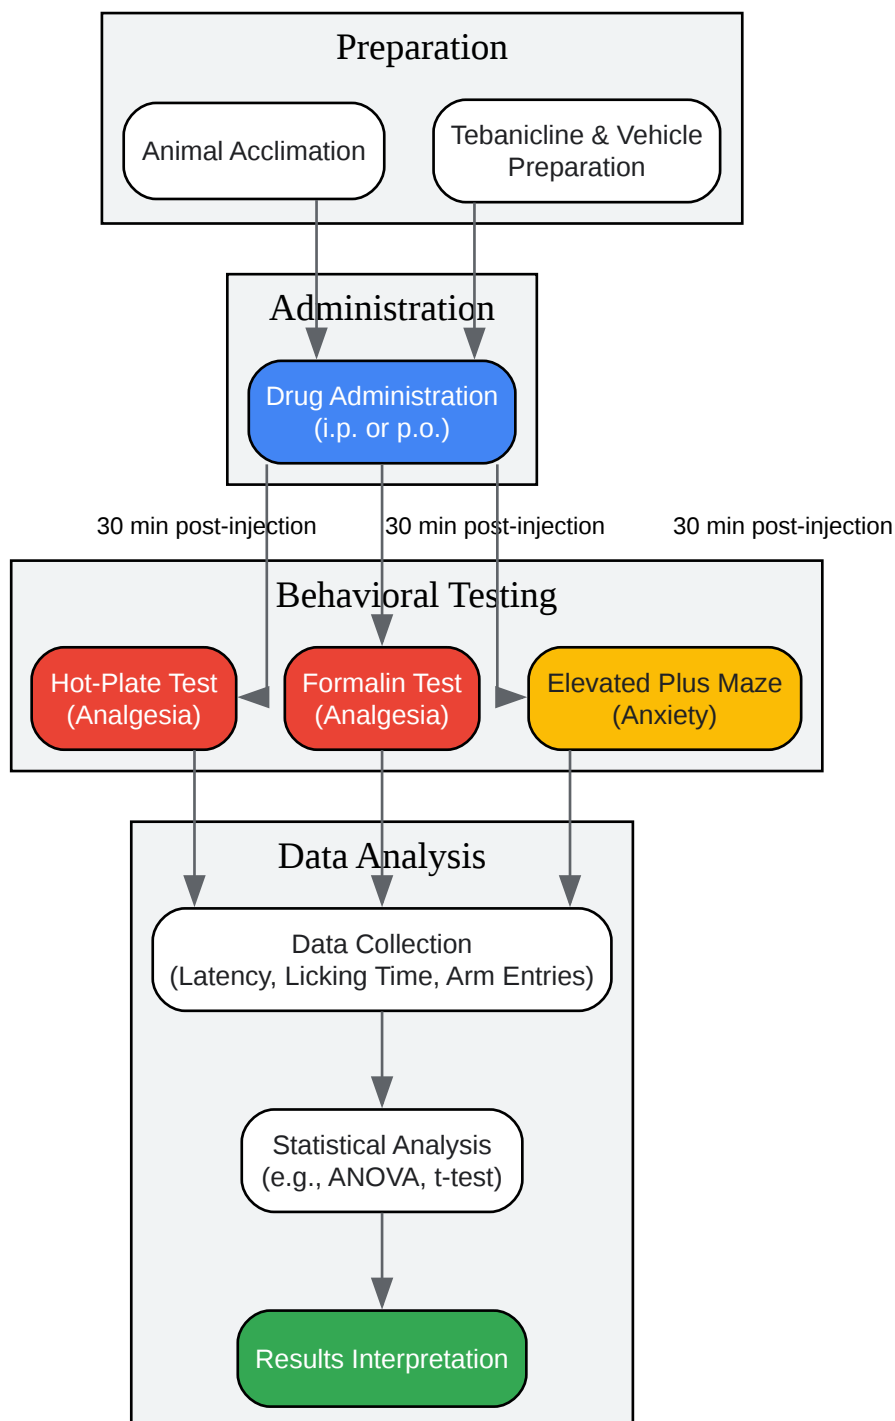 Preparation
Animal Acclimation
Tebanicline & Vehicle
Preparation
Administration
Drug Administration
(i.p. or p.o.)
30 min post-injection
30 min post-injection
30 min post-injection
Behavioral Testing
Hot-Plate Test
(Analgesia)
Formalin Test
(Analgesia)
Elevated Plus Maze
(Anxiety)
Data Analysis
Data Collection
(Latency, Licking Time, Arm Entries)
Statistical Analysis
(e.g., ANOVA, t-test)
Results Interpretation